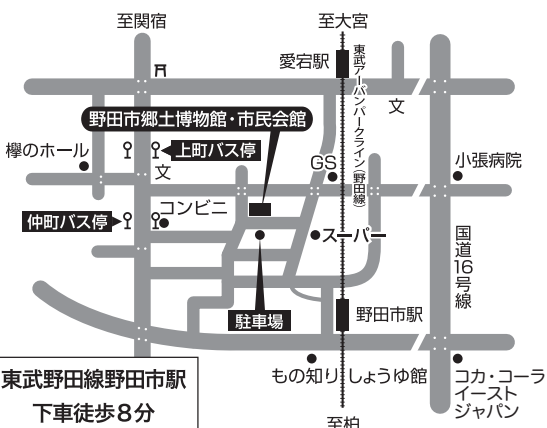 至関宿
至大宮
愛宕駅
東武アーバンパークライン(野田線)
文
野田市郷土博物館・市民会館
欅のホール
上町バス停
文
GS
小張病院
仲町バス停
コンビニ
スーパー
国道16号線
駐車場
野田市駅
東武野田線野田市駅
下車徒歩8分
もの知りしょうゆ館
コカ・コーラ
イースト
ジャパン
至柏